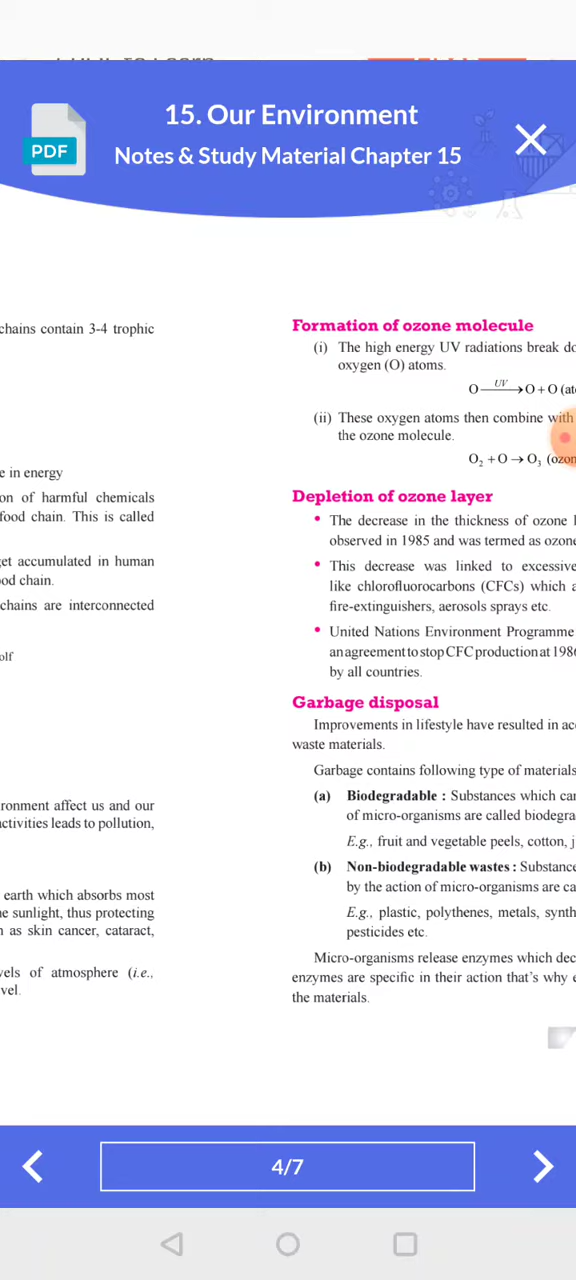 15. Our Environment
PDF
Notes & Study Material Chapter 15
chains contain 3-4 trophic
e in energy
on of harmful chemicals
food chain. This is called
get accumulated in human
od chain.
chains are interconnected
olf
ironment affect us and our
activities leads to pollution,
earth which absorbs most
he sunlight, thus protecting
n as skin cancer, cataract,
vels of atmosphere (i.e.,
vel.
Formation of ozone molecule
(i) The high energy UV radiations break do
oxygen (O) atoms.
O —UV→ O + O (ato
(ii) These oxygen atoms then combine with
the ozone molecule.
O₂ + O → O₃ (ozon
Depletion of ozone layer
• The decrease in the thickness of ozone l
observed in 1985 and was termed as ozone
• This decrease was linked to excessive
like chlorofluorocarbons (CFCs) which a
fire-extinguishers, aerosols sprays etc.
• United Nations Environment Programme
an agreement to stop CFC production at 1986
by all countries.
Garbage disposal
Improvements in lifestyle have resulted in acc
waste materials.
Garbage contains following type of materials
(a) Biodegradable : Substances which can
of micro-organisms are called biodegra
E.g., fruit and vegetable peels, cotton, j
(b) Non-biodegradable wastes : Substance
by the action of micro-organisms are ca
E.g., plastic, polythenes, metals, synth
pesticides etc.
Micro-organisms release enzymes which dec
enzymes are specific in their action that's why e
the materials.
4/7